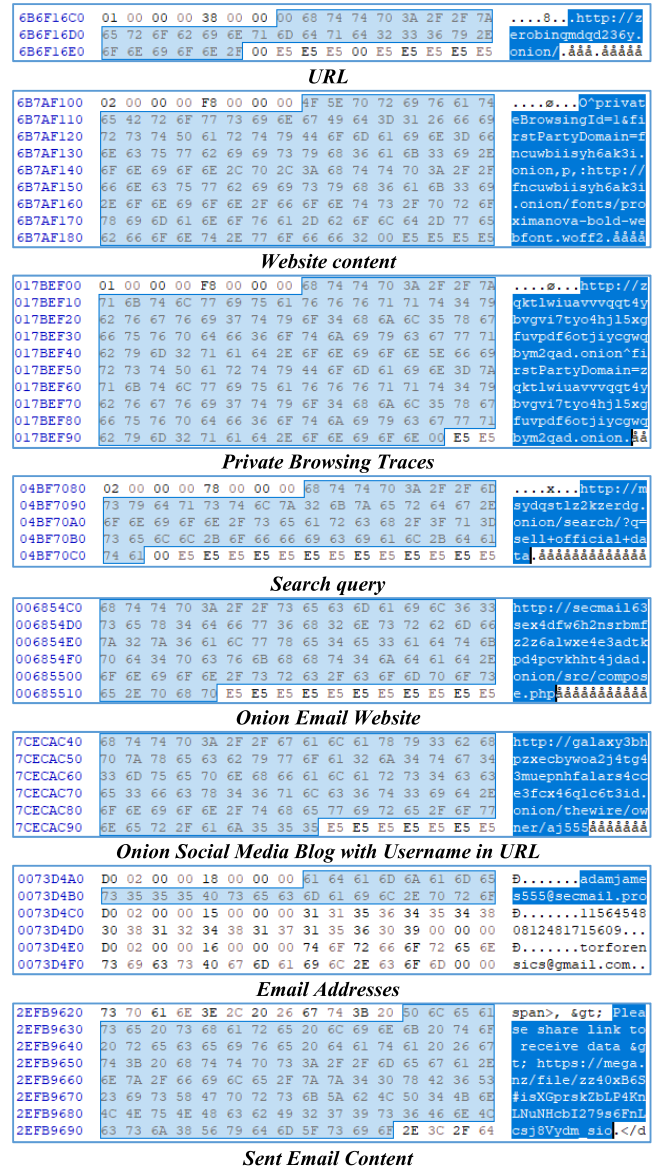 6B6F16C0 01 00 00 00 38 00 00 00 68 74 74 70 3A 2F 2F 7A ....8...http://z
6B6F16D0 65 72 6F 62 69 6E 71 6D 64 71 64 32 33 36 79 2E erobinqmdqd236y.
6B6F16E0 6F 6E 69 6F 6E 2F 00 E5 E5 E5 00 E5 E5 E5 E5 E5 onion/.ååå.ååååå
URL
6B7AF100 02 00 00 00 F8 00 00 00 4F 5E 70 72 69 76 61 74 ....ø...O^privat
6B7AF110 65 42 72 6F 77 73 69 6E 67 49 64 3D 31 26 66 69 eBrowsingId=1&fi
6B7AF120 72 73 74 50 61 72 74 79 44 6F 6D 61 69 6E 3D 66 rstPartyDomain=f
6B7AF130 6E 63 75 77 62 69 69 73 79 68 36 61 6B 33 69 2E ncuwbiisyh6ak3i.
6B7AF140 6F 6E 69 6F 6E 2C 70 2C 3A 68 74 74 70 3A 2F 2F onion,p,:http://
6B7AF150 66 6E 63 75 77 62 69 69 73 79 68 36 61 6B 33 69 fncuwbiisyh6ak3i
6B7AF160 2E 6F 6E 69 6F 6E 2F 66 6F 6E 74 73 2F 70 72 6F .onion/fonts/pro
6B7AF170 78 69 6D 61 6E 6F 76 61 2D 62 6F 6C 64 2D 77 65 ximanova-bold-we
6B7AF180 62 66 6F 6E 74 2E 77 6F 66 66 32 00 E5 E5 E5 E5 bfont.woff2.åååå
Website content
017BEF00 01 00 00 00 F8 00 00 00 68 74 74 70 3A 2F 2F 7A ....ø...http://z
017BEF10 71 6B 74 6C 77 69 75 61 76 76 76 71 71 74 34 79 qktlwiuavvvqqt4y
017BEF20 62 76 67 76 69 37 74 79 6F 34 68 6A 6C 35 78 67 bvgvi7tyo4hjl5xg
017BEF30 66 75 76 70 64 66 36 6F 74 6A 69 79 63 67 77 71 fuvpdf6otjiycgwq
017BEF40 62 79 6D 32 71 61 64 2E 6F 6E 69 6F 6E 5E 66 69 bym2qad.onion^fi
017BEF50 72 73 74 50 61 72 74 79 44 6F 6D 61 69 6E 3D 7A rstPartyDomain=z
017BEF60 71 6B 74 6C 77 69 75 61 76 76 76 71 71 74 34 79 qktlwiuavvvqqt4y
017BEF70 62 76 67 76 69 37 74 79 6F 34 68 6A 6C 35 78 67 bvgvi7tyo4hjl5xg
017BEF80 66 75 76 70 64 66 36 6F 74 6A 69 79 63 67 77 71 fuvpdf6otjiycgwq
017BEF90 62 79 6D 32 71 61 64 2E 6F 6E 69 6F 6E 00 E5 E5 bym2qad.onion.åå
Private Browsing Traces
04BF7080 02 00 00 00 78 00 00 00 68 74 74 70 3A 2F 2F 6D ....x...http://m
04BF7090 73 79 64 71 73 74 6C 7A 32 6B 7A 65 72 64 67 2E sydqstlz2kzerdg.
04BF70A0 6F 6E 69 6F 6E 2F 73 65 61 72 63 68 2F 3F 71 3D onion/search/?q=
04BF70B0 73 65 6C 6C 2B 6F 66 66 69 63 69 61 6C 2B 64 61 sell+official+da
04BF70C0 74 61 00 E5 E5 E5 E5 E5 E5 E5 E5 E5 E5 E5 E5 E5 ta.ååååååååååååå
Search query
006854C0 68 74 74 70 3A 2F 2F 73 65 63 6D 61 69 6C 36 33 http://secmail63
006854D0 73 65 78 34 64 66 77 36 68 32 6E 73 72 62 6D 66 sex4dfw6h2nsrbmf
006854E0 7A 32 7A 36 61 6C 77 78 65 34 65 33 61 64 74 6B z2z6alwxe4e3adtk
006854F0 70 64 34 70 63 76 6B 68 68 74 34 6A 64 61 64 2E pd4pcvkhht4jdad.
00685500 6F 6E 69 6F 6E 2F 73 72 63 2F 63 6F 6D 70 6F 73 onion/src/compos
00685510 65 2E 70 68 70 E5 E5 E5 E5 E5 E5 E5 E5 E5 E5 E5 e.phpååååååååååå
Onion Email Website
7CECAC40 68 74 74 70 3A 2F 2F 67 61 6C 61 78 79 33 62 68 http://galaxy3bh
7CECAC50 70 7A 78 65 63 62 79 77 6F 61 32 6A 34 74 67 34 pzxecbywoa2j4tg4
7CECAC60 33 6D 75 65 70 6E 68 66 61 6C 61 72 73 34 63 63 3muepnhfalars4cc
7CECAC70 65 33 66 63 78 34 36 71 6C 63 36 74 33 69 64 2E e3fcx46qlc6t3id.
7CECAC80 6F 6E 69 6F 6E 2F 74 68 65 77 69 72 65 2F 6F 77 onion/thewire/ow
7CECAC90 6E 65 72 2F 61 6A 35 35 35 E5 E5 E5 E5 E5 E5 E5 ner/aj555ååååååå
Onion Social Media Blog with Username in URL
0073D4A0 D0 02 00 00 18 00 00 00 61 64 61 6D 6A 61 6D 65 Ð.......adamjame
0073D4B0 73 35 35 35 40 73 65 63 6D 61 69 6C 2E 70 72 6F s555@secmail.pro
0073D4C0 D0 02 00 00 15 00 00 00 31 31 35 36 34 35 34 38 Ð.......11564548
0073D4D0 30 38 31 32 34 38 31 37 31 35 36 30 39 00 00 00 0812481715609...
0073D4E0 D0 02 00 00 16 00 00 00 74 6F 72 66 6F 72 65 6E Ð.......torforen
0073D4F0 73 69 63 73 40 67 6D 61 69 6C 2E 63 6F 6D 00 00 sics@gmail.com..
Email Addresses
2EFB9620 73 70 61 6E 3E 2C 20 26 67 74 3B 20 50 6C 65 61 span>, &gt; Plea
2EFB9630 73 65 20 73 68 61 72 65 20 6C 69 6E 6B 20 74 6F se share link to
2EFB9640 20 72 65 63 65 69 76 65 20 64 61 74 61 20 26 67 receive data &g
2EFB9650 74 3B 20 68 74 74 70 73 3A 2F 2F 6D 65 67 61 2E t; https://mega.
2EFB9660 6E 7A 2F 66 69 6C 65 2F 7A 7A 34 30 78 42 36 53 nz/file/zz40xB6S
2EFB9670 23 69 73 58 47 70 72 73 6B 5A 62 4C 50 34 4B 6E #isXGprskZbLP4Kn
2EFB9680 4C 4E 75 4E 48 63 62 49 32 37 39 73 36 46 6E 4C LNuNHcbI279s6FnL
2EFB9690 63 73 6A 38 56 79 64 6D 5F 73 69 6F 2E 3C 2F 64 csj8Vydm_sio.</d
Sent Email Content